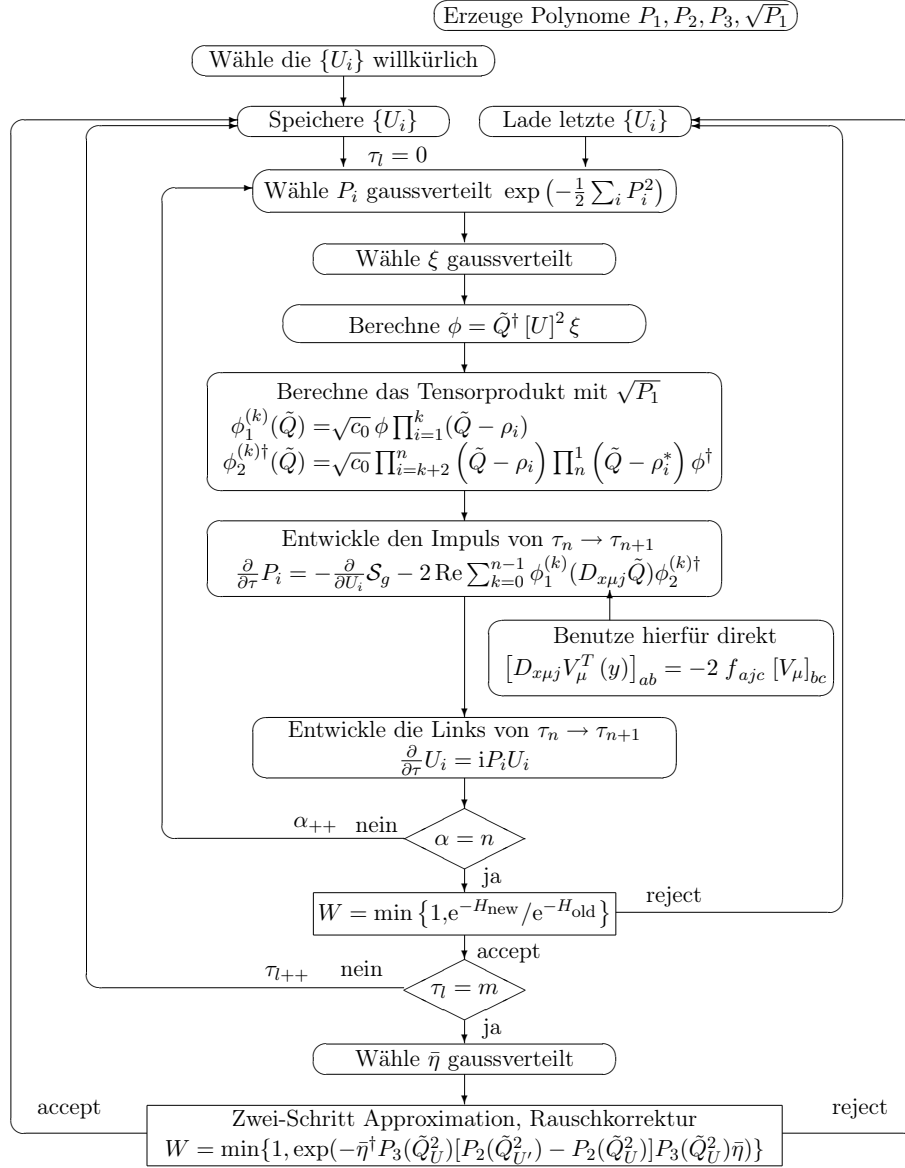 Erzeuge Polynome $P_1, P_2, P_3, \sqrt{P_1}$
Wähle die $\{U_i\}$ willkürlich
Speichere $\{U_i\}$
Lade letzte $\{U_i\}$
$\tau_l = 0$
Wähle $P_i$ gaussverteilt $\exp\left(-\frac{1}{2}\sum_i P_i^2\right)$
Wähle $\xi$ gaussverteilt
Berechne $\phi = \tilde{Q}^\dagger [U]^2 \xi$
Berechne das Tensorprodukt mit $\sqrt{P_1}$
$\phi_1^{(k)}(\tilde{Q}) = \sqrt{c_0}\, \phi \prod_{i=1}^{k} (\tilde{Q} - \rho_i)$
$\phi_2^{(k)\dagger}(\tilde{Q}) = \sqrt{c_0} \prod_{i=k+2}^{n} \left(\tilde{Q} - \rho_i\right) \prod_n^1 \left(\tilde{Q} - \rho_i^*\right) \phi^\dagger$
Entwickle den Impuls von $\tau_n \to \tau_{n+1}$
$\frac{\partial}{\partial\tau} P_i = -\frac{\partial}{\partial U_i} \mathcal{S}_g - 2\,\mathrm{Re} \sum_{k=0}^{n-1} \phi_1^{(k)} (D_{x\mu j}\tilde{Q}) \phi_2^{(k)\dagger}$
Benutze hierfür direkt
$\left[D_{x\mu j} V_\mu^T(y)\right]_{ab} = -2\, f_{ajc} \left[V_\mu\right]_{bc}$
Entwickle die Links von $\tau_n \to \tau_{n+1}$
$\frac{\partial}{\partial\tau} U_i = \mathrm{i} P_i U_i$
$\alpha_{++}$ nein
$\alpha = n$
ja
$W = \min\left\{1, \mathrm{e}^{-H_{\mathrm{new}}} / \mathrm{e}^{-H_{\mathrm{old}}}\right\}$
reject
accept
$\tau_{l++}$ nein
$\tau_l = m$
ja
Wähle $\bar{\eta}$ gaussverteilt
accept
Zwei-Schritt Approximation, Rauschkorrektur
$W = \min\{1, \exp(-\bar{\eta}^\dagger P_3(\tilde{Q}_U^2)[P_2(\tilde{Q}_{U'}^2) - P_2(\tilde{Q}_U^2)]P_3(\tilde{Q}_U^2)\bar{\eta})\}$
reject